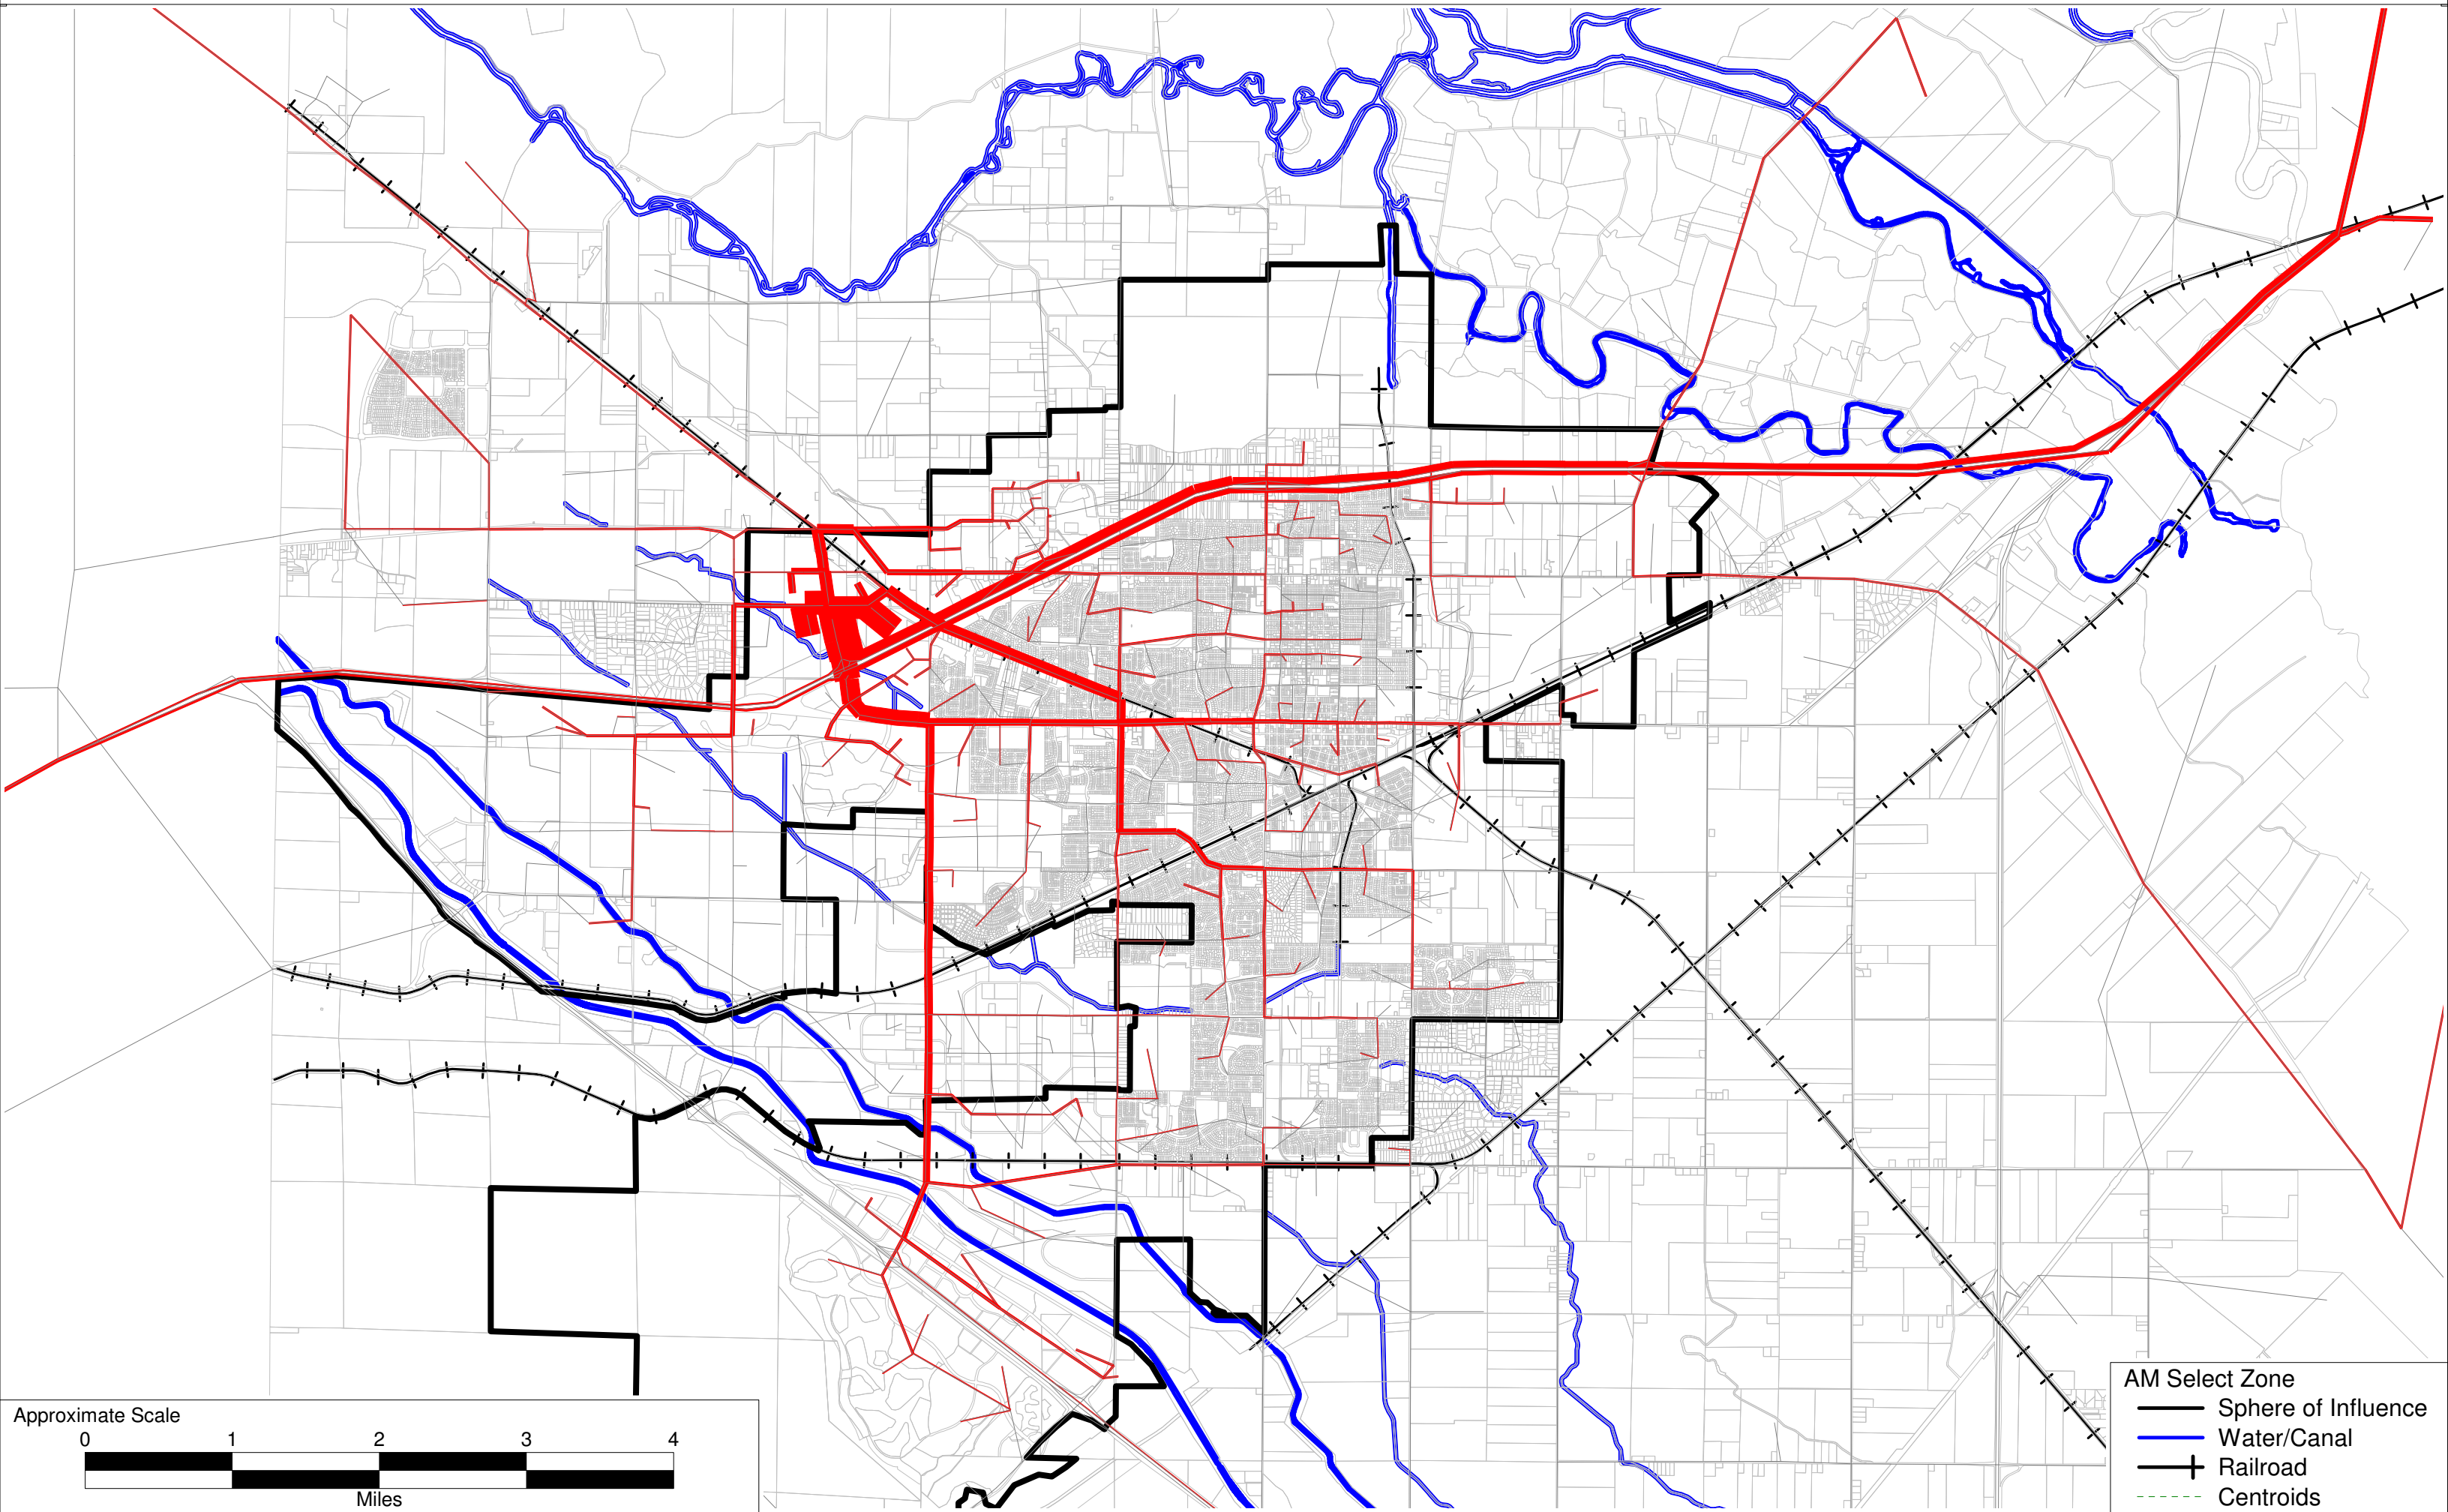 Approximate Scale
0 1 2 3 4
Miles
AM Select Zone
Sphere of Influence
Water/Canal
Railroad
Centroids